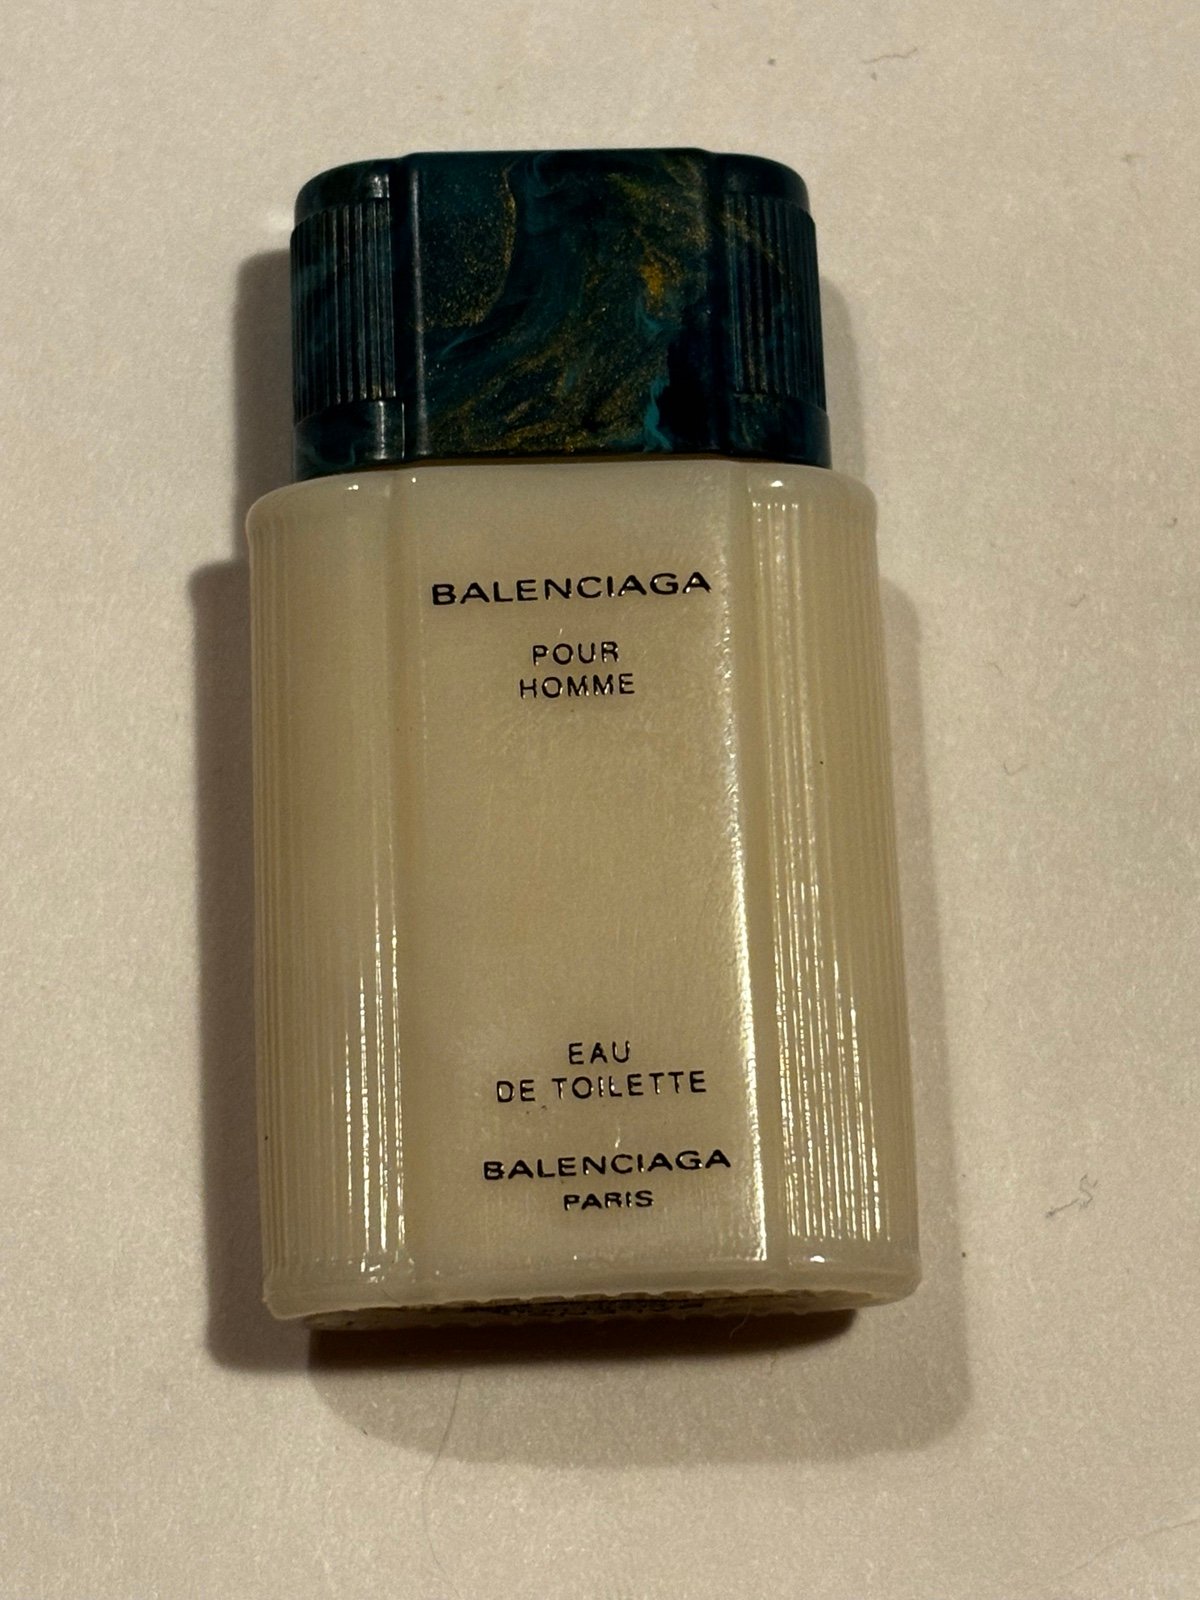 BALENCIAGA
POUR
HOMME
EAU
DE TOILETTE
BALENCIAGA
PARIS